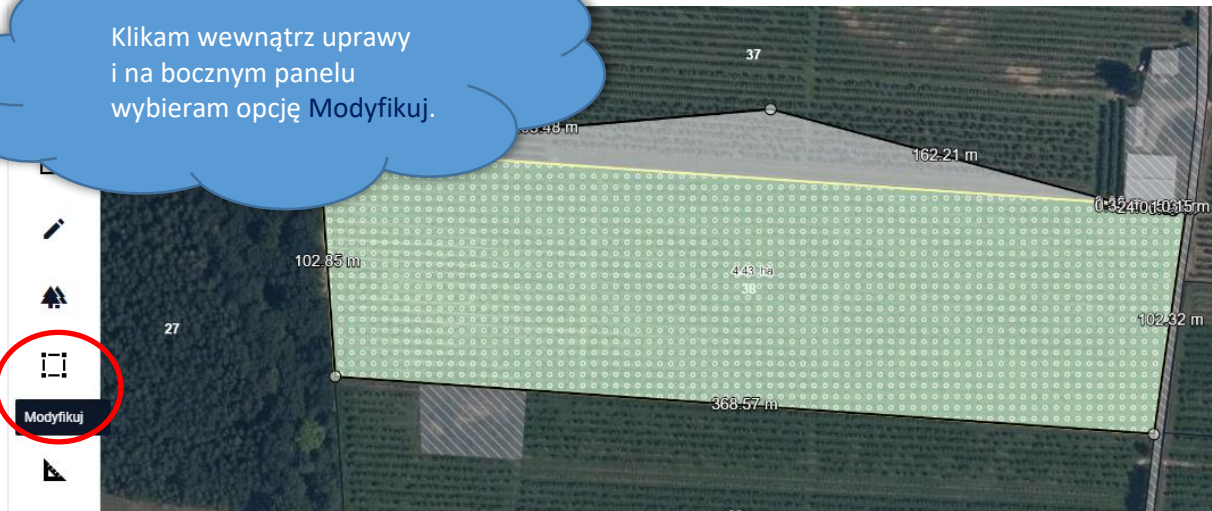 Klikam wewnątrz uprawy
i na bocznym panelu
wybieram opcję Modyfikuj.
37
162.21 m
102.85 m
4.43 ha
38
27
102.32 m
Modyfikuj
368.57 m